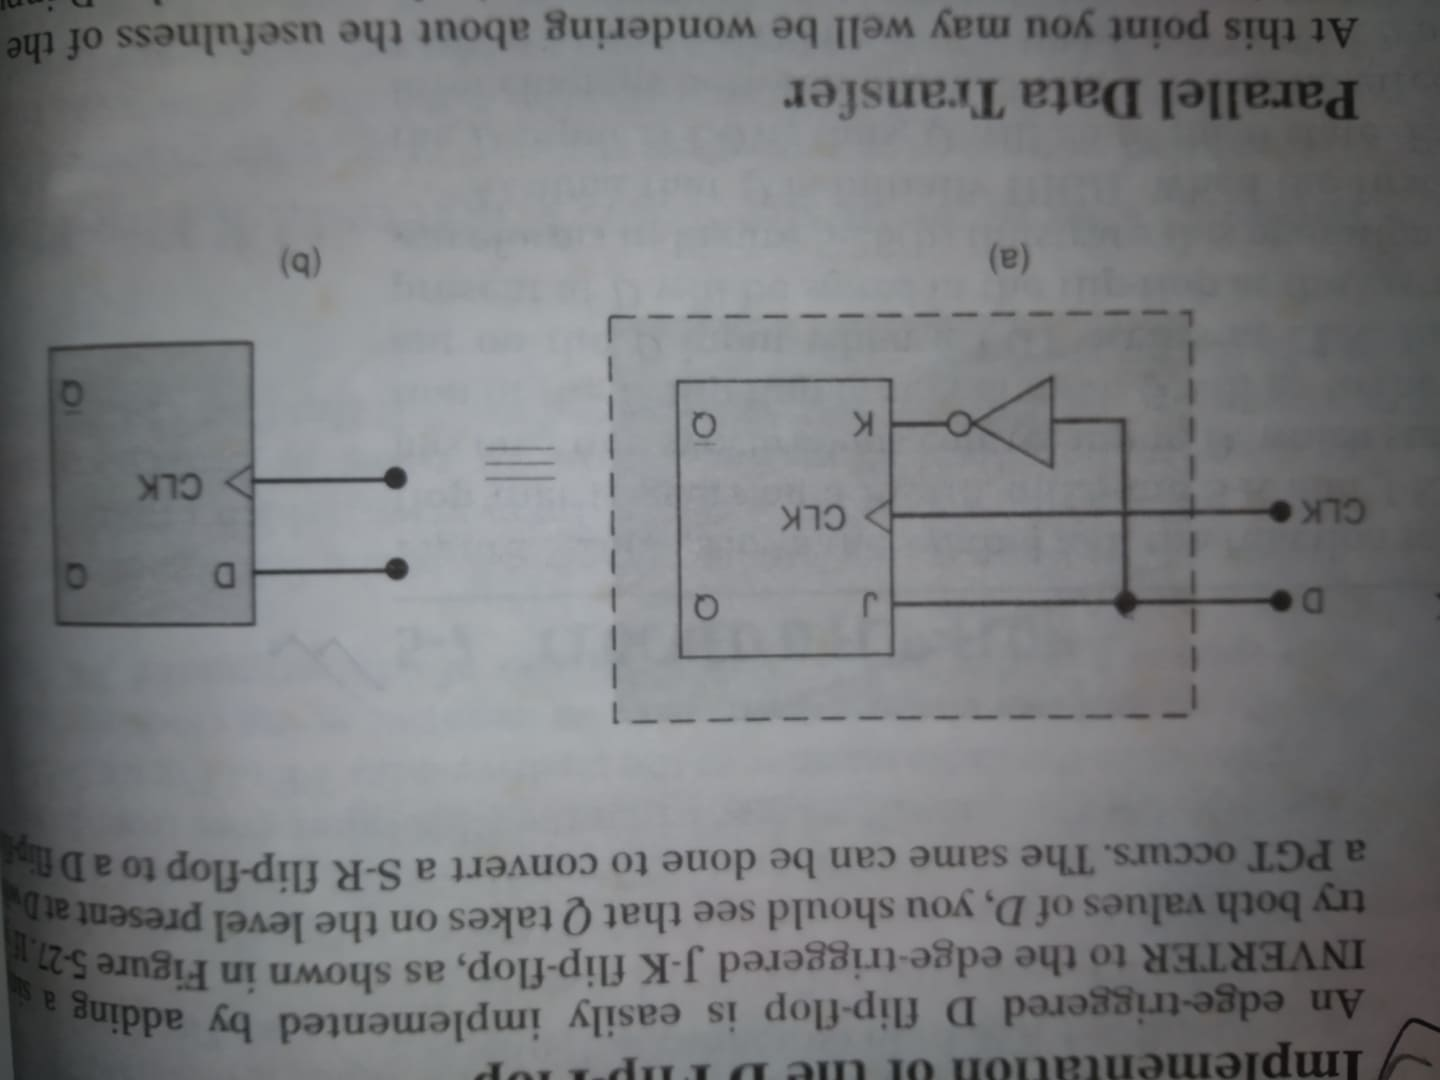 Implementation of the D Flip-Flop
An edge-triggered D flip-flop is easily implemented by adding a
INVERTER to the edge-triggered J-K flip-flop, as shown in Figure 5-27.
try both values of D, you should see that Q takes on the level present at D
a PGT occurs. The same can be done to convert a S-R flip-flop to a D
D
J
Q
CLK
CLK
K
Q̅
(a)
D
Q
CLK
Q̅
(b)
Parallel Data Transfer
At this point you may well be wondering about the usefulness of the